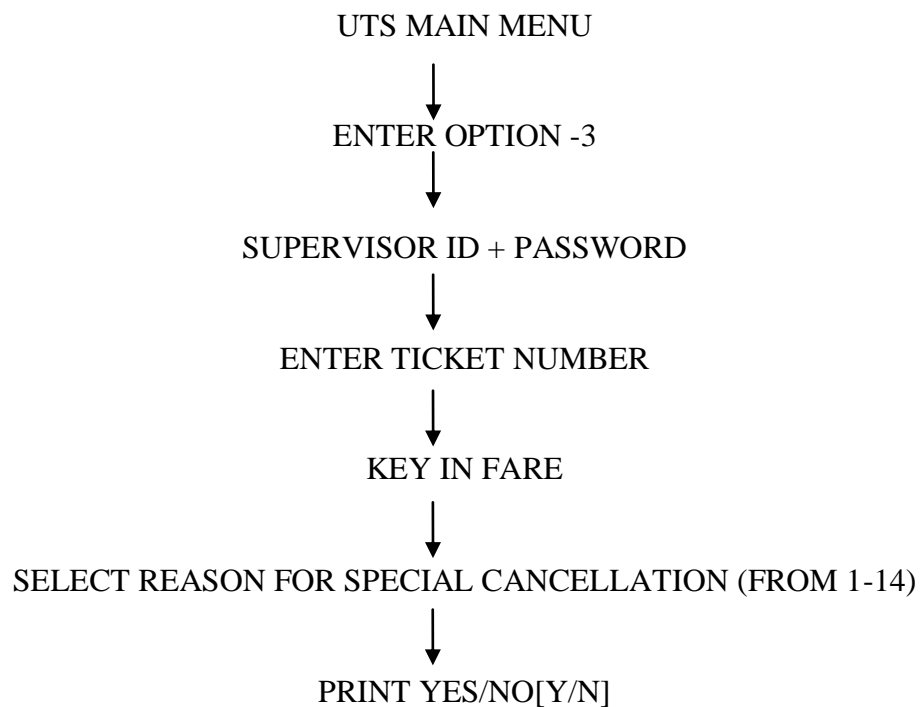 UTS MAIN MENU
ENTER OPTION -3
SUPERVISOR ID + PASSWORD
ENTER TICKET NUMBER
KEY IN FARE
SELECT REASON FOR SPECIAL CANCELLATION (FROM 1-14)
PRINT YES/NO[Y/N]